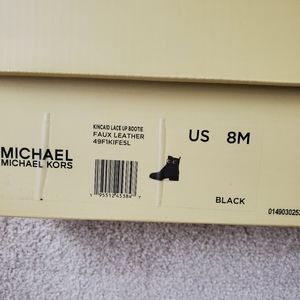 KINCAID LACE UP BOOTIE
FAUX LEATHER
49F1KIFE5L
US 8M
MICHAEL
MICHAEL KORS
BLACK